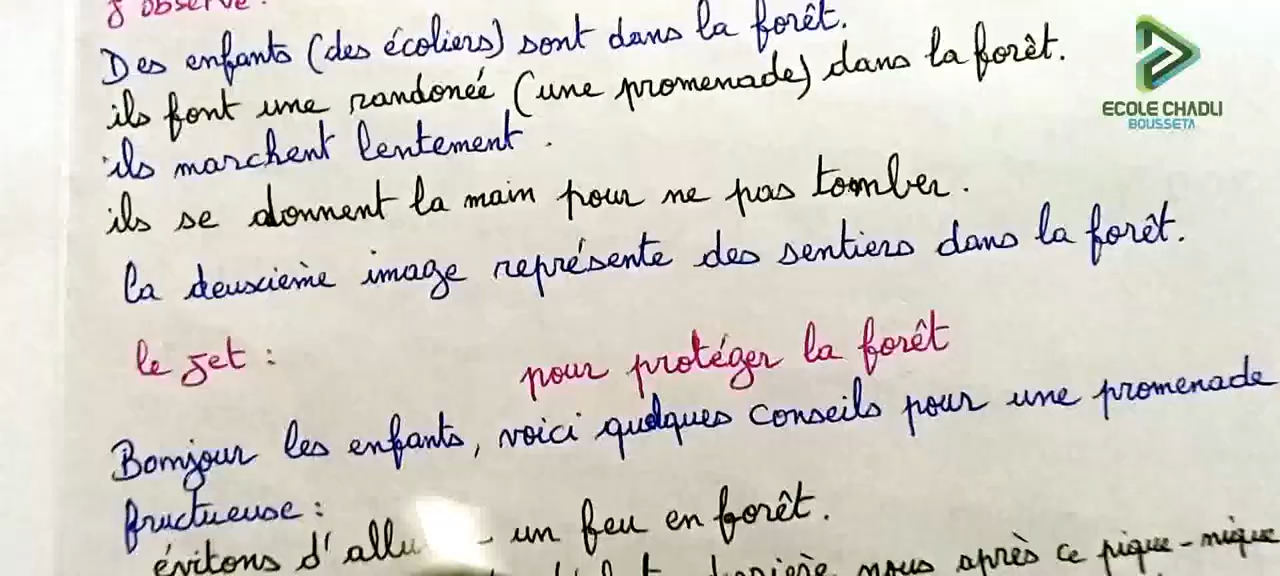 j'observe :
Des enfants (des écoliers) sont dans la forêt.
ils font une randonéé (une promenade) dans la forêt.
ils marchent lentement.
ils se donnent la main pour ne pas tomber.
la deuxième image représente des sentiers dans la forêt.
le jet :
pour protéger la forêt
Bonjour les enfants, voici quelques conseils pour une promenade
fructueuse :
évitons d'allu un feu en forêt.
nous après ce pique-nique
ECOLE CHADLI
BOUSSETA